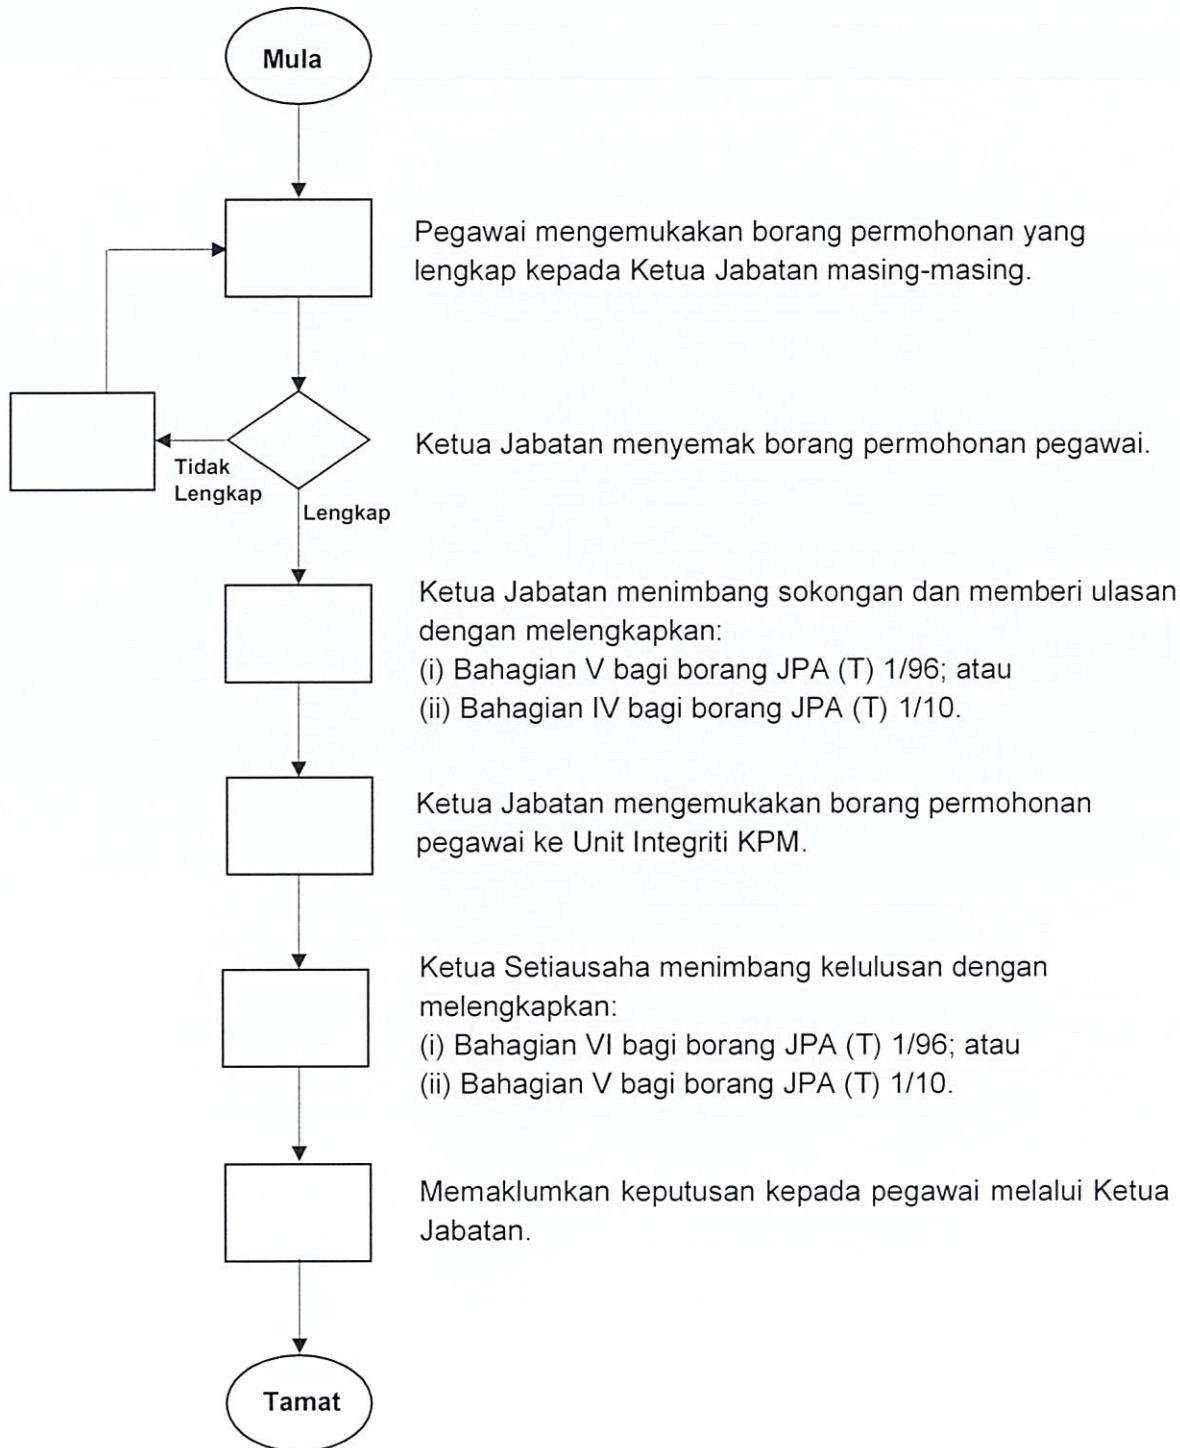 Mula
Pegawai mengemukakan borang permohonan yang
lengkap kepada Ketua Jabatan masing-masing.
Ketua Jabatan menyemak borang permohonan pegawai.
Tidak
Lengkap
Lengkap
Ketua Jabatan menimbang sokongan dan memberi ulasan
dengan melengkapkan:
(i) Bahagian V bagi borang JPA (T) 1/96; atau
(ii) Bahagian IV bagi borang JPA (T) 1/10.
Ketua Jabatan mengemukakan borang permohonan
pegawai ke Unit Integriti KPM.
Ketua Setiausaha menimbang kelulusan dengan
melengkapkan:
(i) Bahagian VI bagi borang JPA (T) 1/96; atau
(ii) Bahagian V bagi borang JPA (T) 1/10.
Memaklumkan keputusan kepada pegawai melalui Ketua
Jabatan.
Tamat